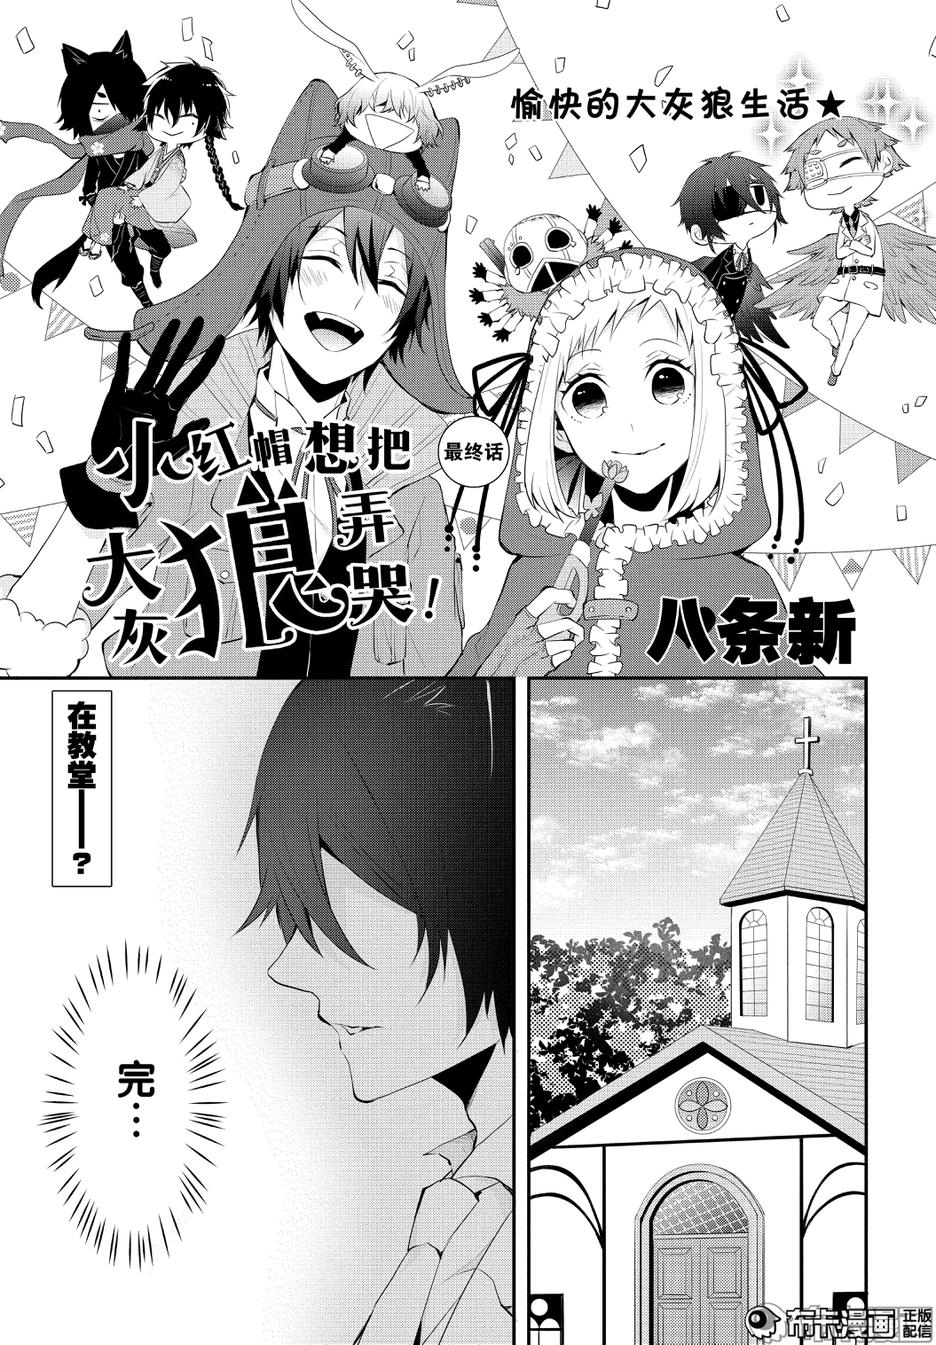 愉快的大灰狼生活★
小红帽想把
大灰狼弄哭！
最终话
八条新
在教堂——？
完…
布卡漫画
正版
配信